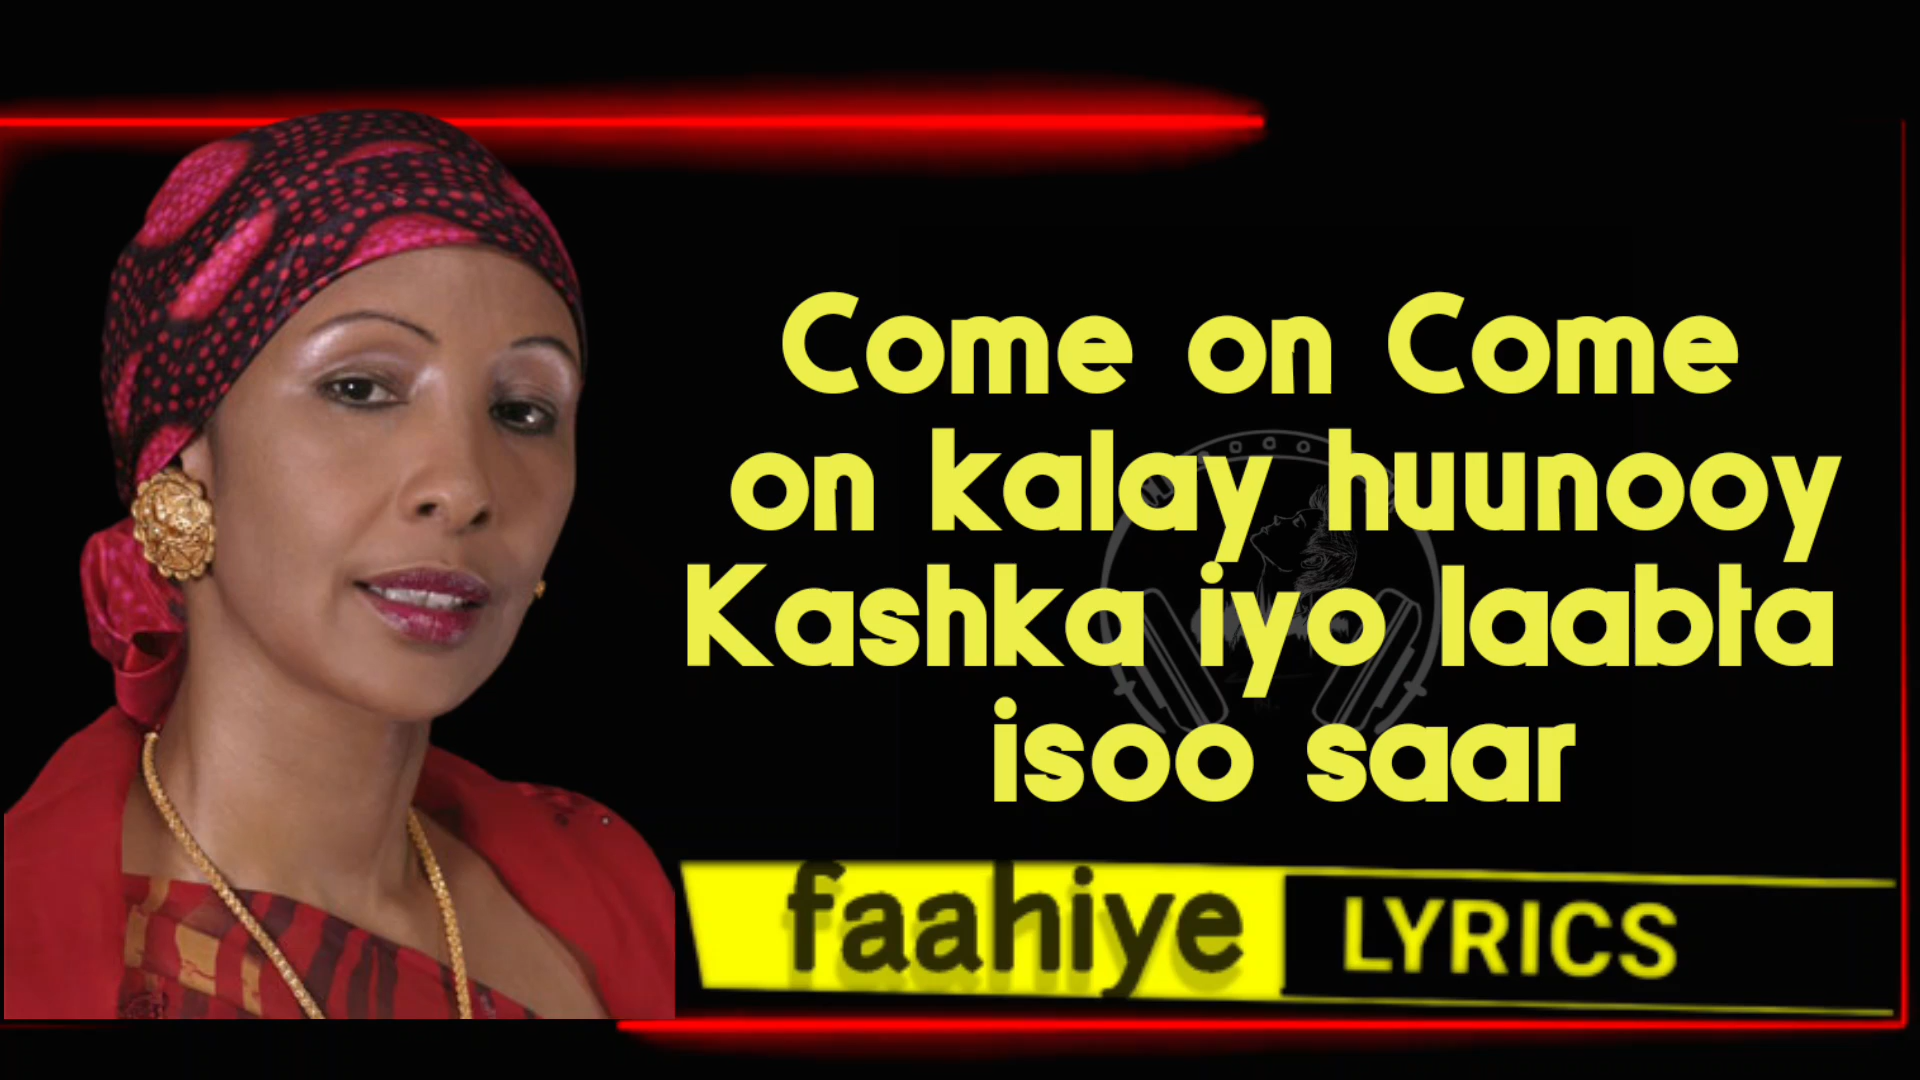 Come on Come
on kalay huunooy
Kashka iyo laabta
isoo saar
faahiye LYRICS